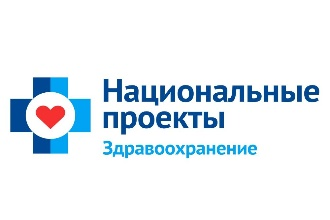 Национальные
проекты
Здравоохранение